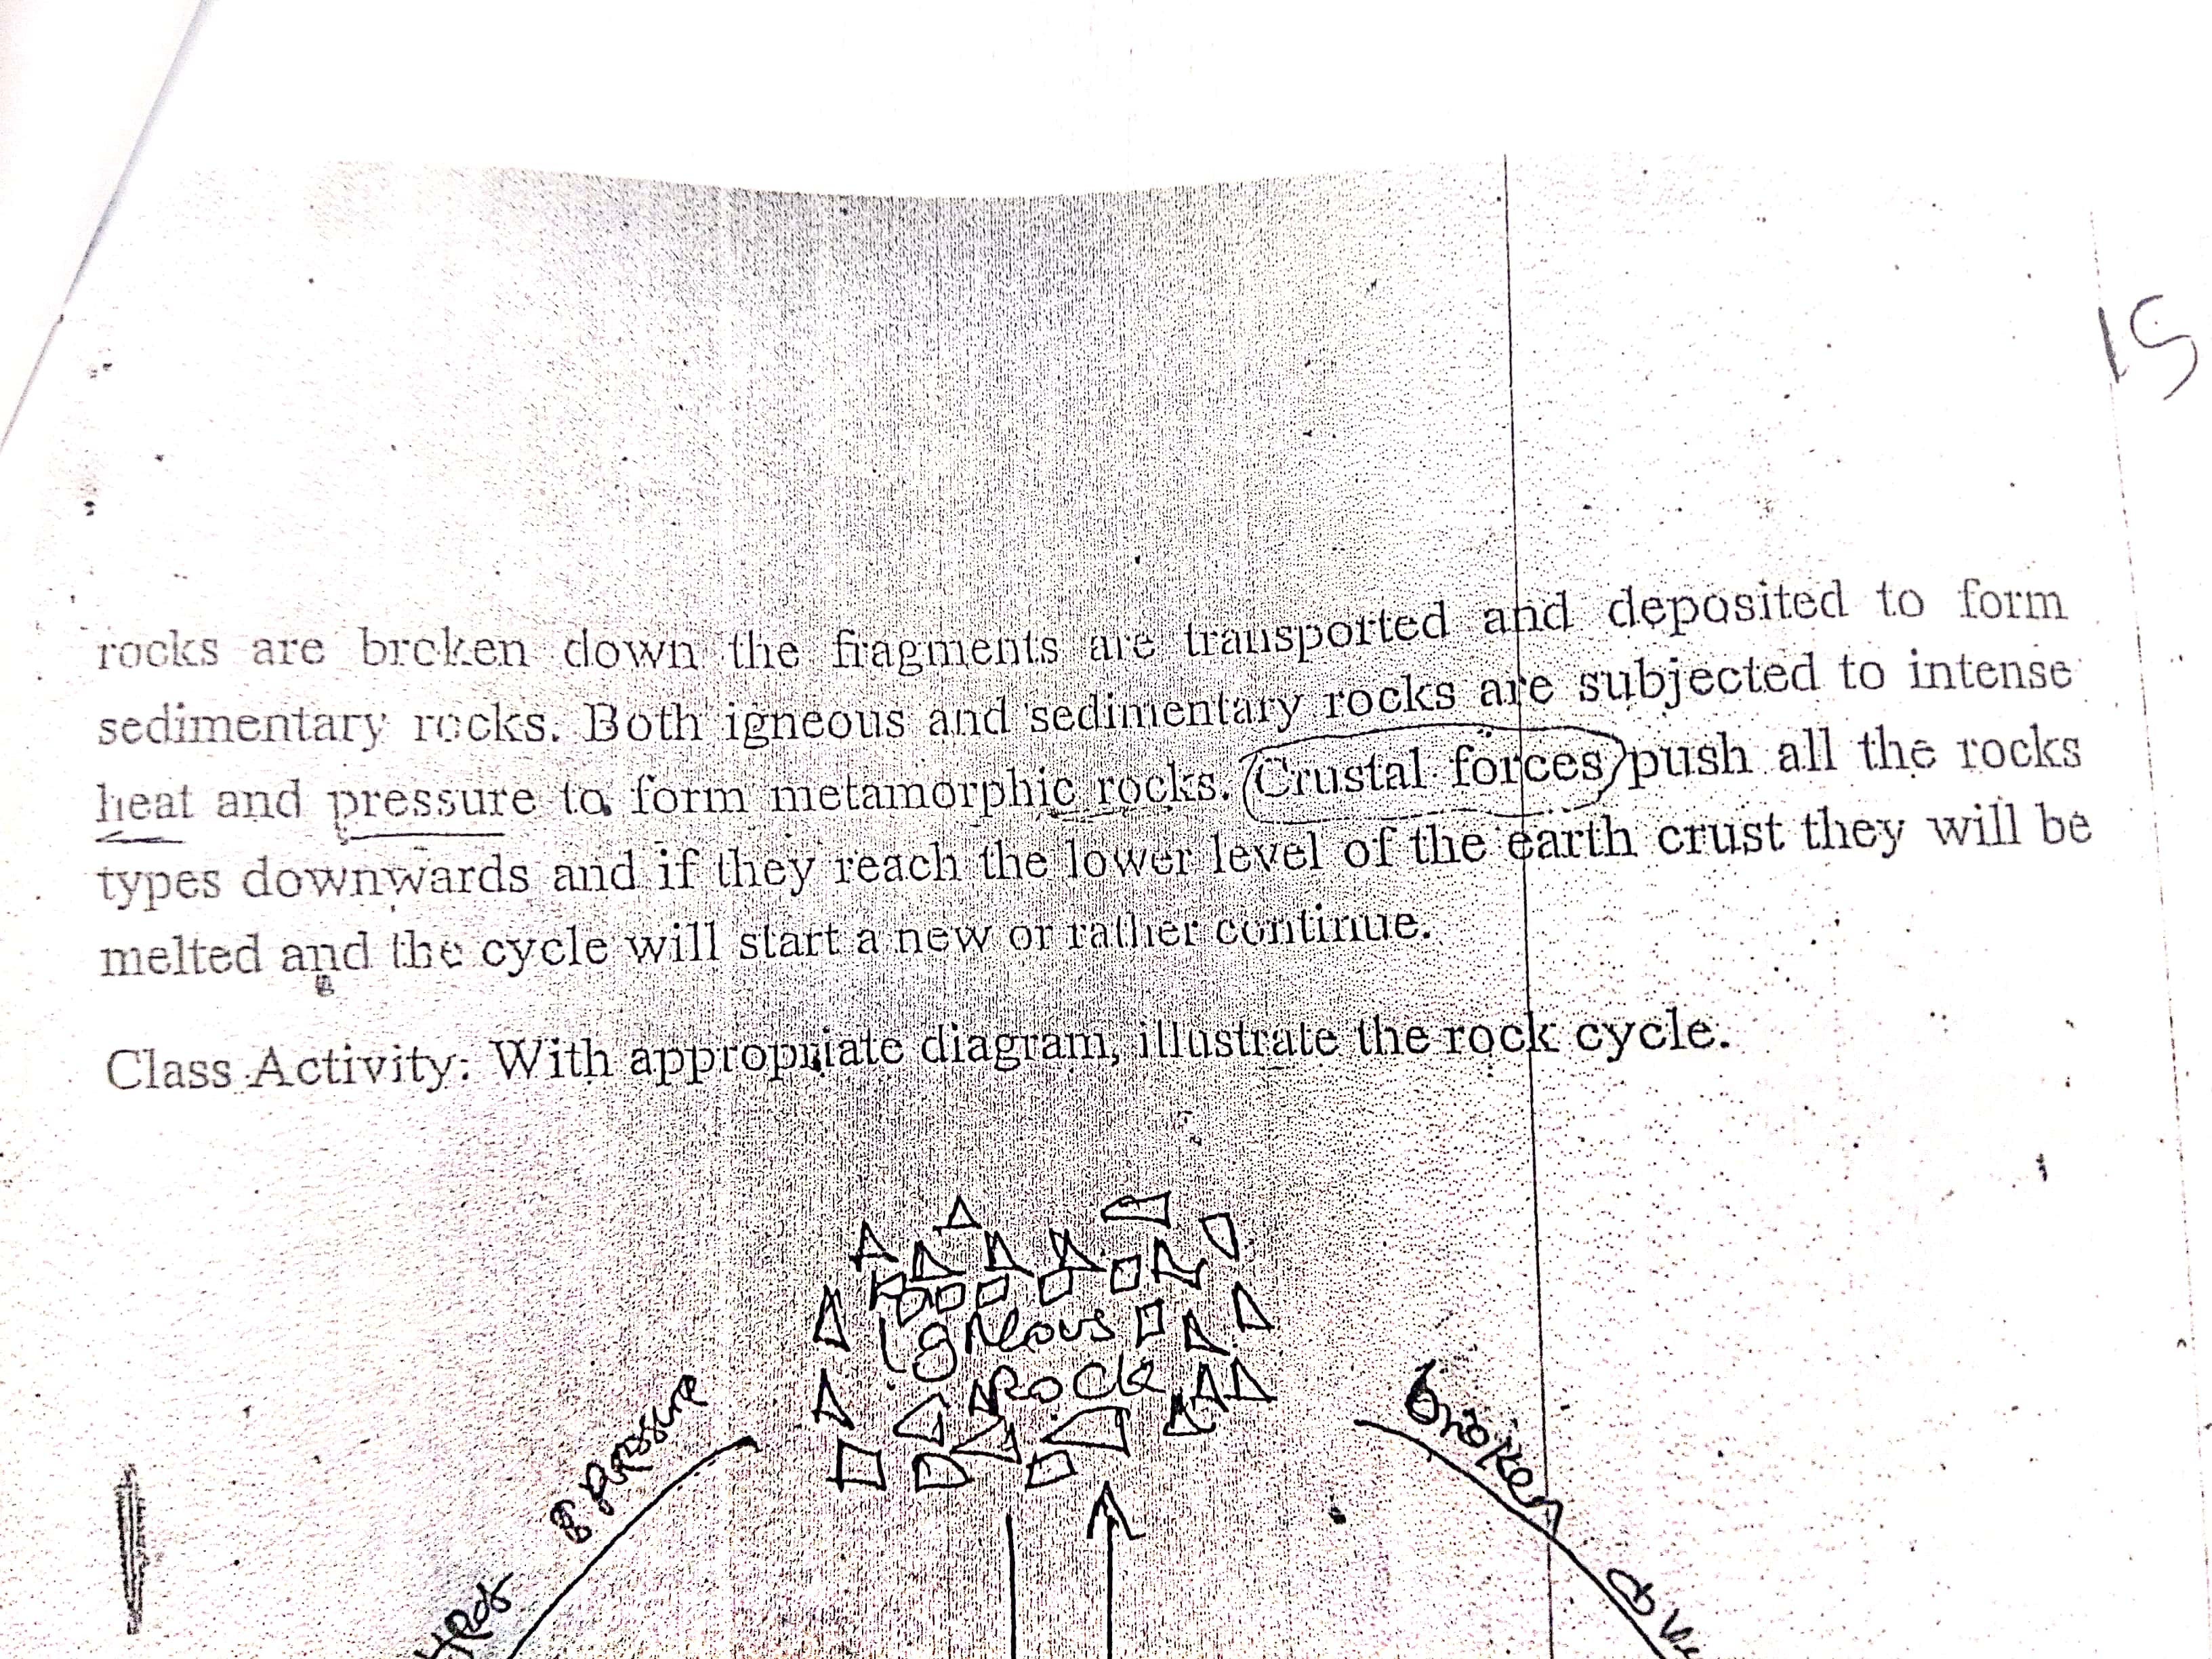 15
rocks are broken down the fragments are transported and deposited to form
sedimentary rocks. Both igneous and sedimentary rocks are subjected to intense
heat and pressure to form metamorphic rocks. Crustal forces push all the rocks
types downwards and if they reach the lower level of the earth crust they will be
melted and the cycle will start a new or rather continue.
Class Activity: With appropriate diagram, illustrate the rock cycle.
Igneous
Rock
& pressure
broken